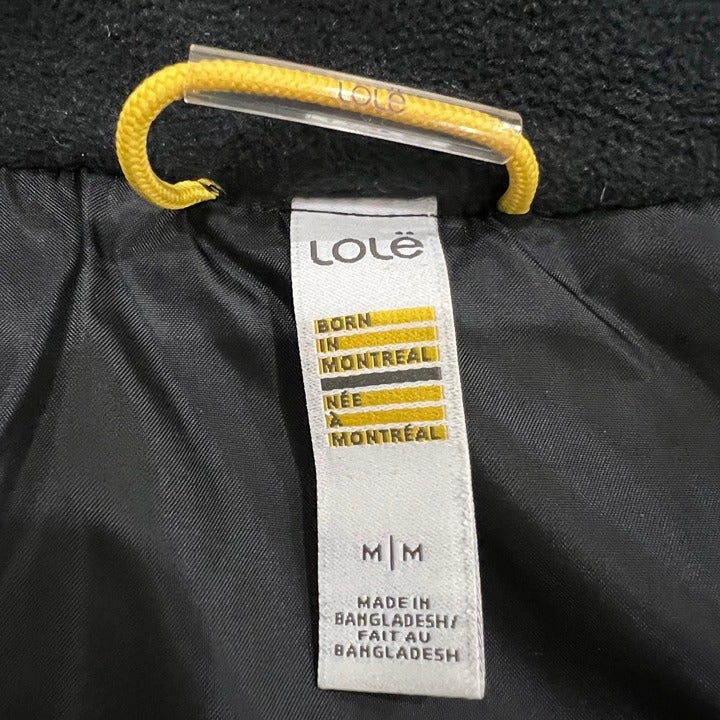 LOLË
LOLË
BORN
IN
MONTREAL
NÉE
À
MONTRÉAL
M|M
MADE IN
BANGLADESH/
FAIT AU
BANGLADESH